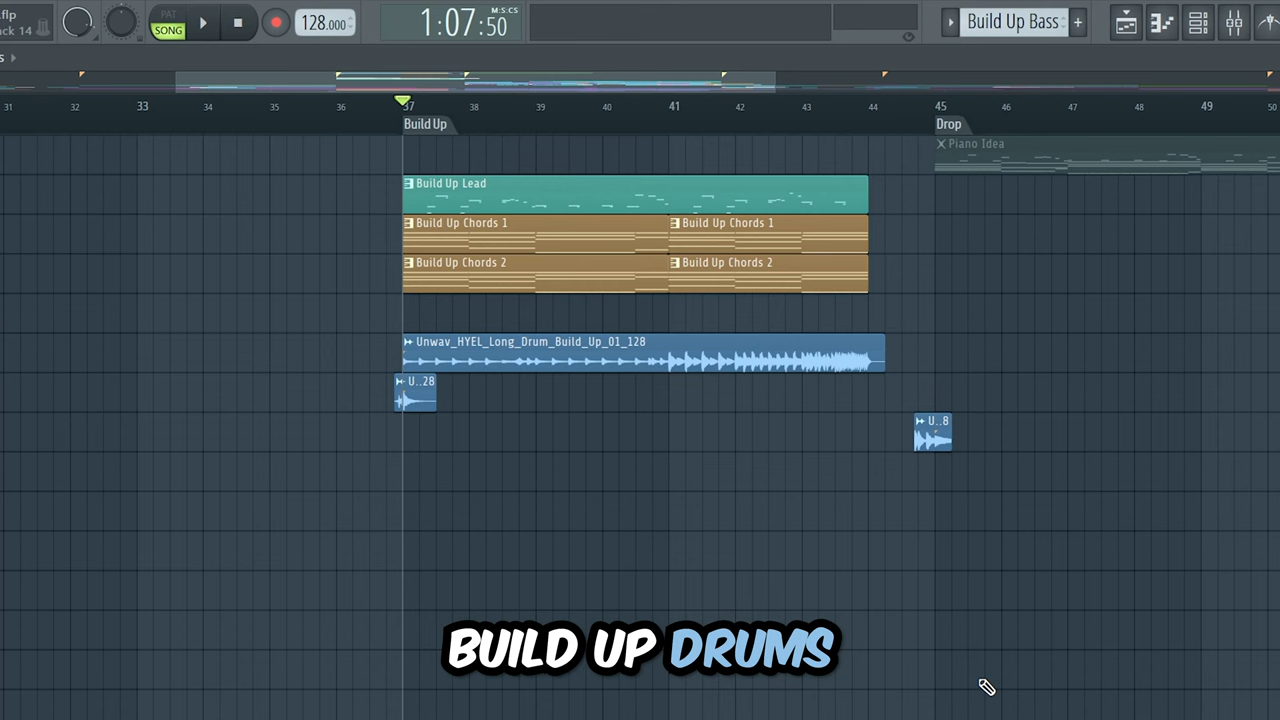 .flp
ack 14
PAT
SONG
128.000
1:07:50
M:S:CS
Build Up Bass
+
s
31 32 33 34 35 36 37 38 39 40 41 42 43 44 45 46 47 48 49 50
Build Up
Drop
Piano Idea
Build Up Lead
Build Up Chords 1
Build Up Chords 1
Build Up Chords 2
Build Up Chords 2
Unwav_HYEL_Long_Drum_Build_Up_01_128
U..28
U..8
BUILD UP DRUMS